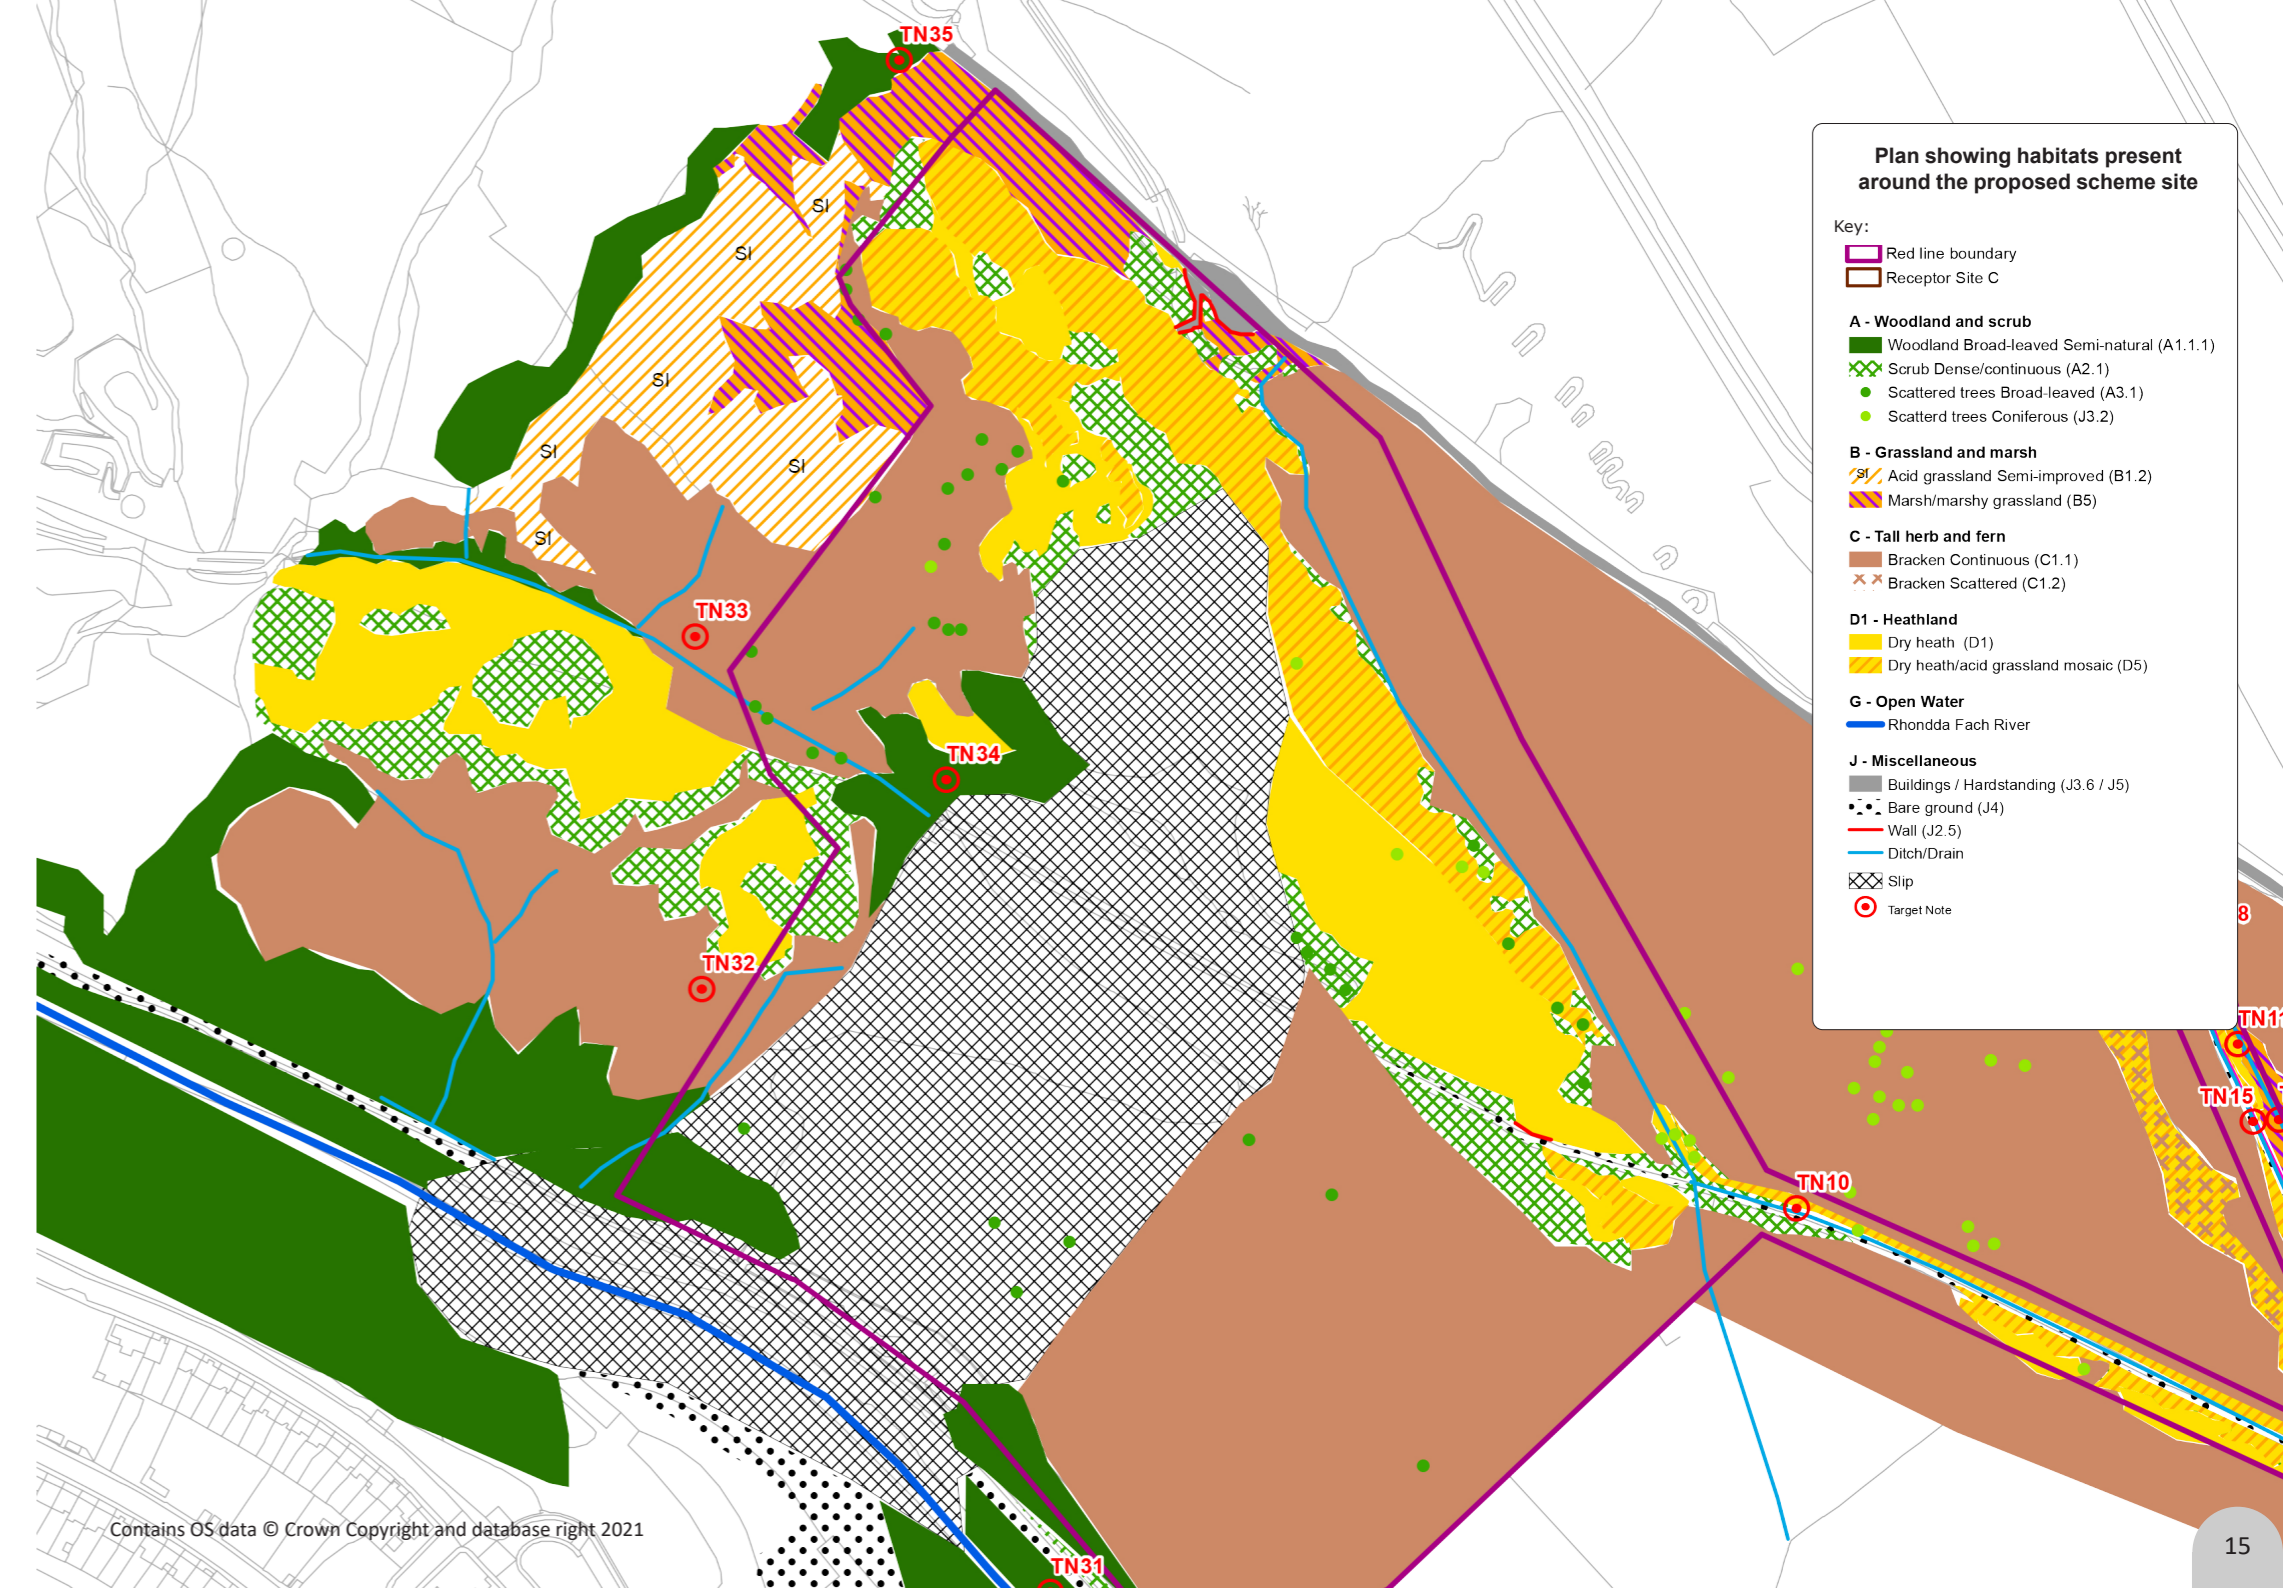 TN35
SI
SI
SI
SI
SI
SI
TN33
TN34
TN32
TN10
TN15
TN11
8
TN31
Plan showing habitats present
around the proposed scheme site
Key:
Red line boundary
Receptor Site C
A - Woodland and scrub
Woodland Broad-leaved Semi-natural (A1.1.1)
Scrub Dense/continuous (A2.1)
Scattered trees Broad-leaved (A3.1)
Scatterd trees Coniferous (J3.2)
B - Grassland and marsh
SI Acid grassland Semi-improved (B1.2)
Marsh/marshy grassland (B5)
C - Tall herb and fern
Bracken Continuous (C1.1)
Bracken Scattered (C1.2)
D1 - Heathland
Dry heath (D1)
Dry heath/acid grassland mosaic (D5)
G - Open Water
Rhondda Fach River
J - Miscellaneous
Buildings / Hardstanding (J3.6 / J5)
Bare ground (J4)
Wall (J2.5)
Ditch/Drain
Slip
Target Note
Contains OS data © Crown Copyright and database right 2021
15